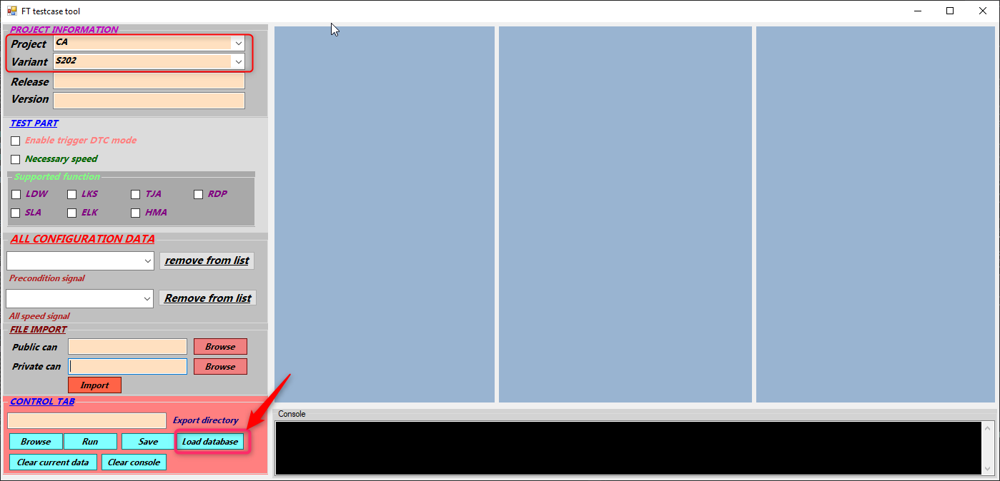 FT testcase tool
PROJECT INFORMATION
Project CA
Variant S202
Release
Version
TEST PART
Enable trigger DTC mode
Necessary speed
Supported function
LDW LKS TJA RDP
SLA ELK HMA
ALL CONFIGURATION DATA
remove from list
Precondition signal
Remove from list
All speed signal
FILE IMPORT
Public can Browse
Private can Browse
Import
CONTROL TAB
Export directory
Browse Run Save Load database
Clear current data Clear console
Console